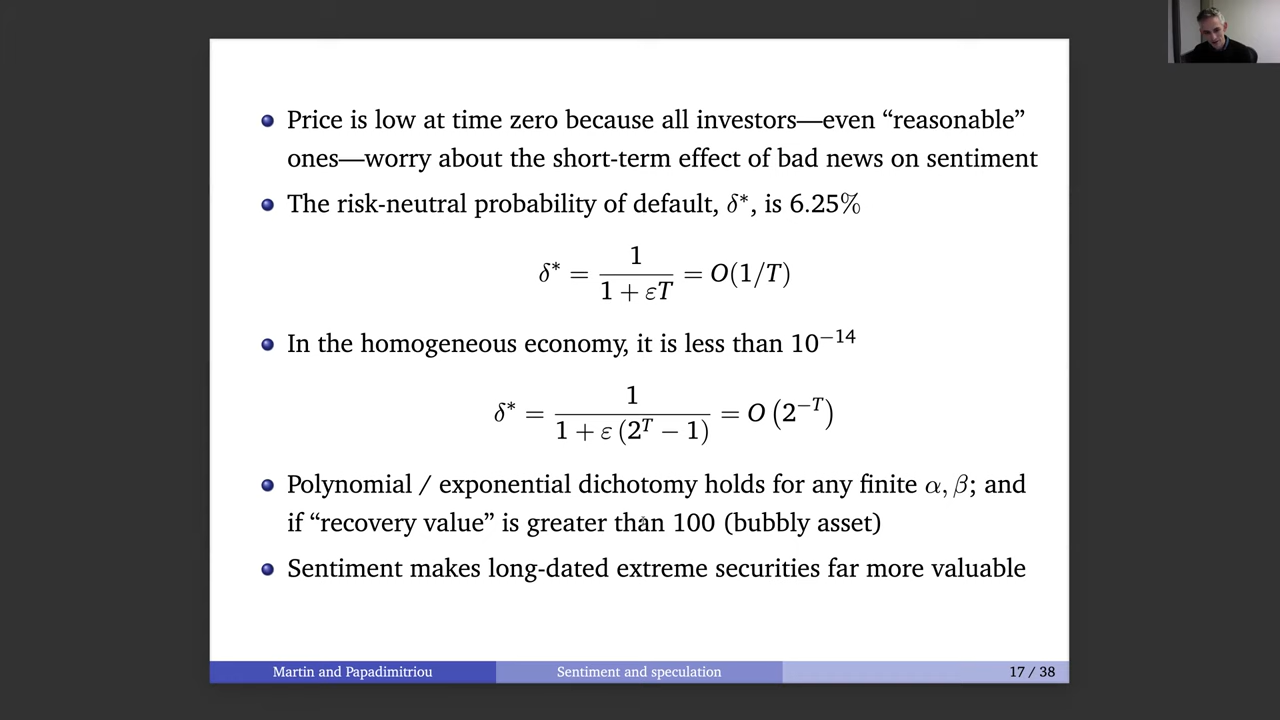 Price is low at time zero because all investors—even “reasonable”
ones—worry about the short-term effect of bad news on sentiment
The risk-neutral probability of default, δ*, is 6.25%
δ* = 1 / (1 + εT) = O(1/T)
In the homogeneous economy, it is less than 10⁻¹⁴
δ* = 1 / (1 + ε (2ᵀ − 1)) = O (2⁻ᵀ)
Polynomial / exponential dichotomy holds for any finite α, β; and
if “recovery value” is greater than 100 (bubbly asset)
Sentiment makes long-dated extreme securities far more valuable
Martin and Papadimitriou Sentiment and speculation 17 / 38